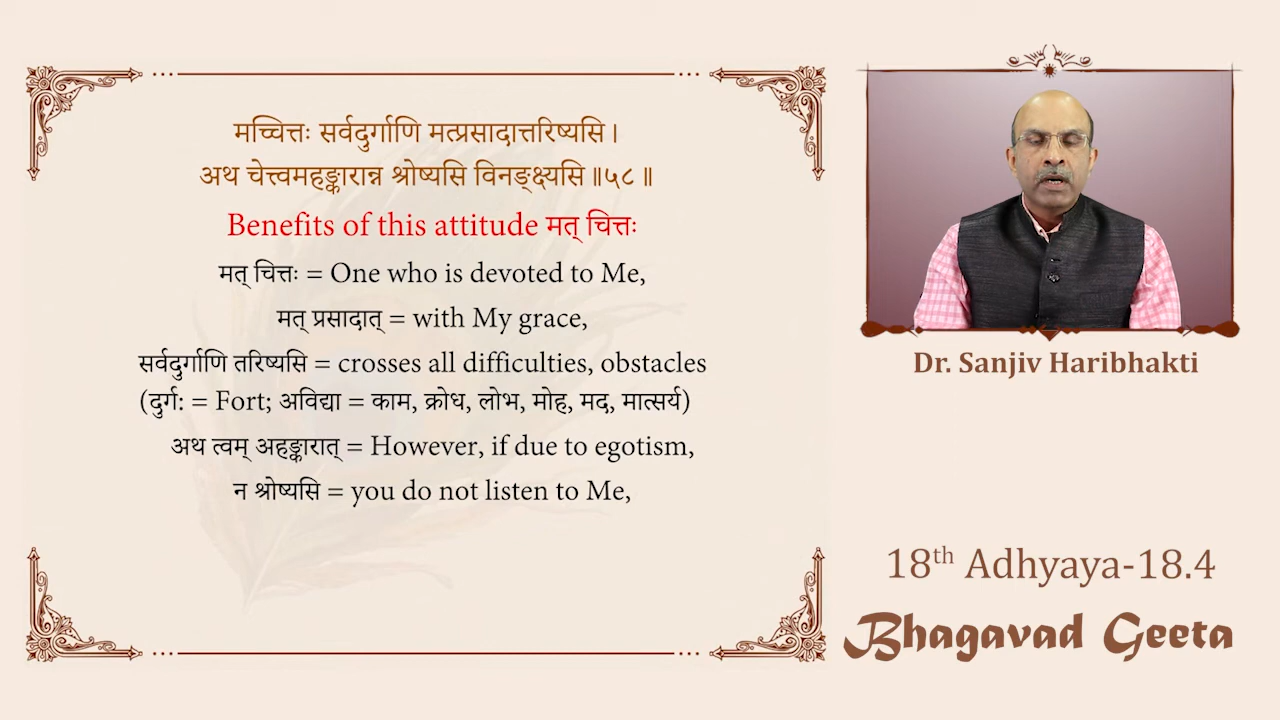 मच्चित्तः सर्वदुर्गाणि मत्प्रसादात्तरिष्यसि ।
अथ चेत्त्वमहङ्कारान्न श्रोष्यसि विनङ्क्ष्यसि ॥५८॥
Benefits of this attitude मत् चित्तः
मत् चित्तः = One who is devoted to Me,
मत् प्रसादात् = with My grace,
सर्वदुर्गाणि तरिष्यसि = crosses all difficulties, obstacles
(दुर्ग: = Fort; अविद्या = काम, क्रोध, लोभ, मोह, मद, मात्सर्य)
अथ त्वम् अहङ्कारात् = However, if due to egotism,
न श्रोष्यसि = you do not listen to Me,
Dr. Sanjiv Haribhakti
18th Adhyaya-18.4
Bhagavad Geeta